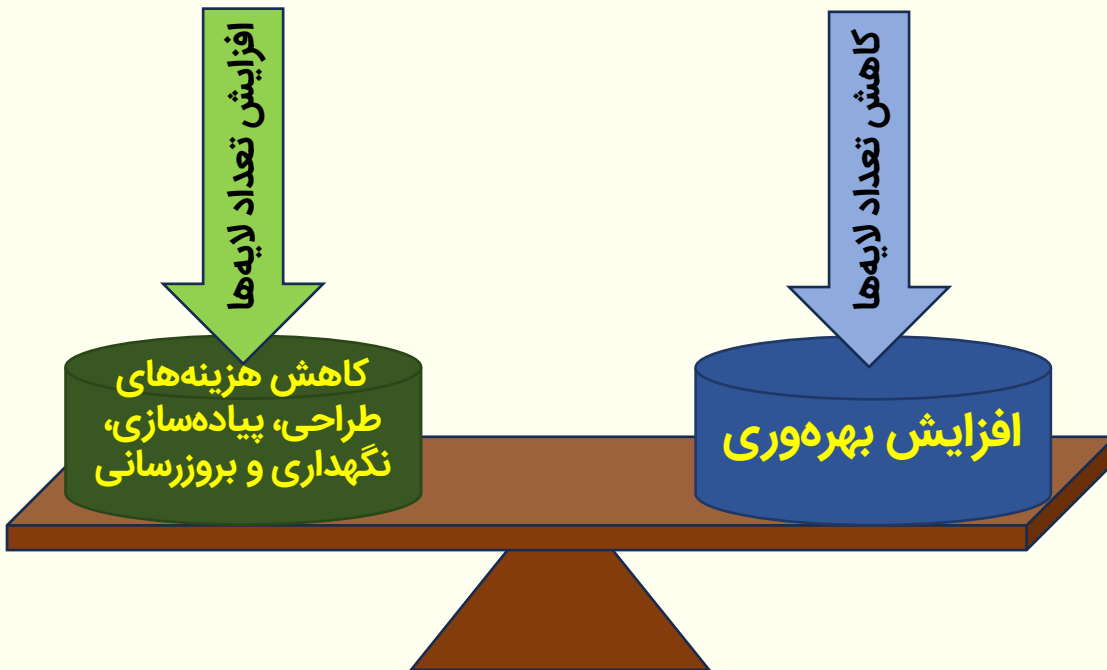 افزایش تعداد لایه‌ها
کاهش تعداد لایه‌ها
کاهش هزینه‌های
طراحی، پیاده‌سازی،
نگهداری و بروزرسانی
افزایش بهره‌وری